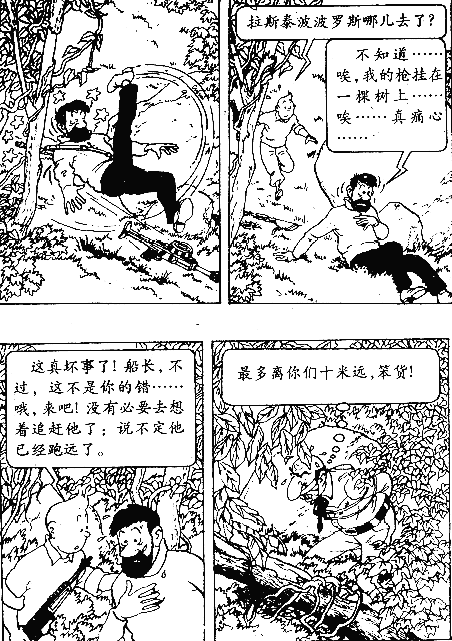 拉斯泰波波罗斯哪儿去了？
不知道……
唉，我的枪挂在
一棵树上……
唉……真痛心
……
这真坏事了！船长，不
过，这不是你的错……
哦，来吧！没有必要去想
着追赶他了；说不定他
已经跑远了。
最多离你们十米远，笨货！